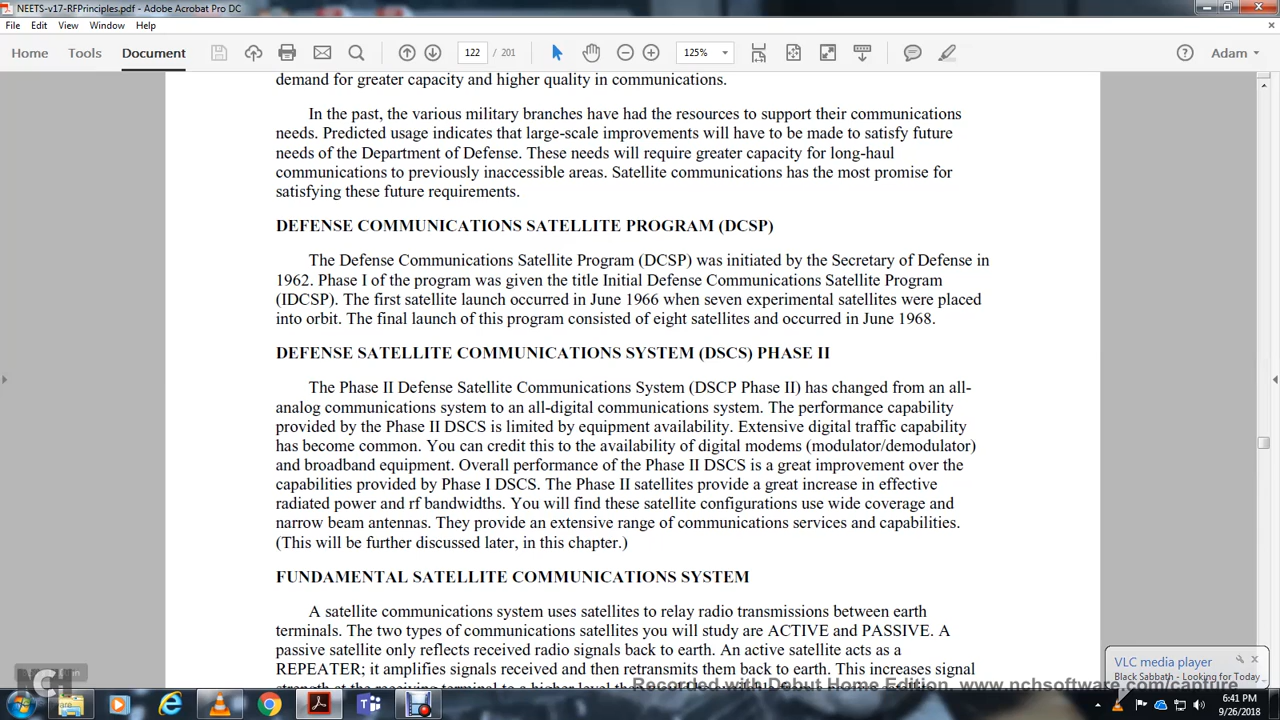 NEETS-v17-RFPrinciples.pdf - Adobe Acrobat Pro DC
File Edit View Window Help
Home Tools Document 122 / 201 125% Adam
demand for greater capacity and higher quality in communications.
In the past, the various military branches have had the resources to support their communications
needs. Predicted usage indicates that large-scale improvements will have to be made to satisfy future
needs of the Department of Defense. These needs will require greater capacity for long-haul
communications to previously inaccessible areas. Satellite communications has the most promise for
satisfying these future requirements.
DEFENSE COMMUNICATIONS SATELLITE PROGRAM (DCSP)
The Defense Communications Satellite Program (DCSP) was initiated by the Secretary of Defense in
1962. Phase I of the program was given the title Initial Defense Communications Satellite Program
(IDCSP). The first satellite launch occurred in June 1966 when seven experimental satellites were placed
into orbit. The final launch of this program consisted of eight satellites and occurred in June 1968.
DEFENSE SATELLITE COMMUNICATIONS SYSTEM (DSCS) PHASE II
The Phase II Defense Satellite Communications System (DSCP Phase II) has changed from an all-
analog communications system to an all-digital communications system. The performance capability
provided by the Phase II DSCS is limited by equipment availability. Extensive digital traffic capability
has become common. You can credit this to the availability of digital modems (modulator/demodulator)
and broadband equipment. Overall performance of the Phase II DSCS is a great improvement over the
capabilities provided by Phase I DSCS. The Phase II satellites provide a great increase in effective
radiated power and rf bandwidths. You will find these satellite configurations use wide coverage and
narrow beam antennas. They provide an extensive range of communications services and capabilities.
(This will be further discussed later, in this chapter.)
FUNDAMENTAL SATELLITE COMMUNICATIONS SYSTEM
A satellite communications system uses satellites to relay radio transmissions between earth
terminals. The two types of communications satellites you will study are ACTIVE and PASSIVE. A
passive satellite only reflects received radio signals back to earth. An active satellite acts as a
REPEATER; it amplifies signals received and then retransmits them back to earth. This increases signal
VLC media player
Black Sabbath - Looking for Today
Recorded with Debut Home Edition. www.nchsoftware.com/capture
6:41 PM
9/26/2018